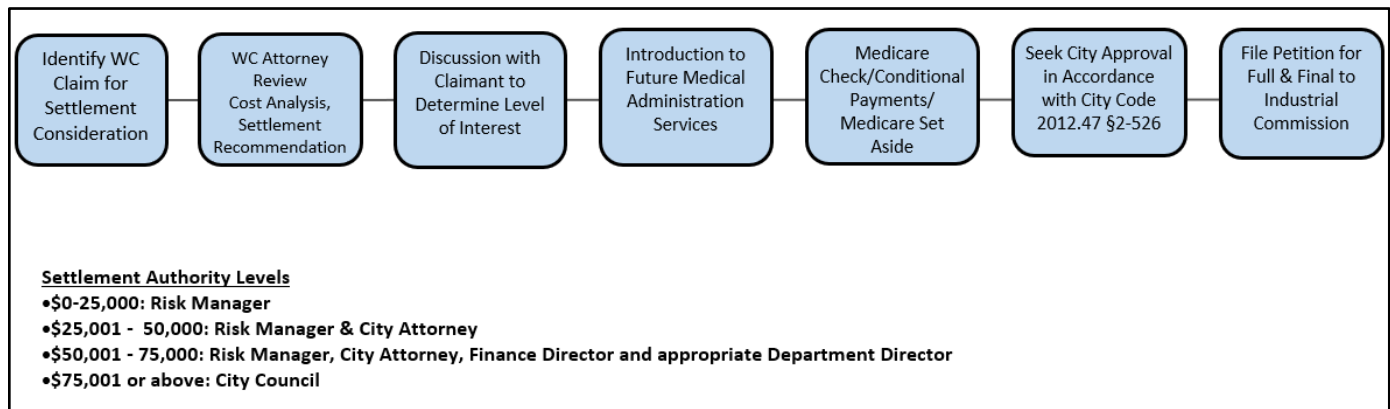 Identify WC
Claim for
Settlement
Consideration
WC Attorney
Review
Cost Analysis,
Settlement
Recommendation
Discussion with
Claimant to
Determine Level
of Interest
Introduction to
Future Medical
Administration
Services
Medicare
Check/Conditional
Payments/
Medicare Set
Aside
Seek City Approval
in Accordance
with City Code
2012.47 §2-526
File Petition for
Full & Final to
Industrial
Commission
Settlement Authority Levels
•$0-25,000: Risk Manager
•$25,001 - 50,000: Risk Manager & City Attorney
•$50,001 - 75,000: Risk Manager, City Attorney, Finance Director and appropriate Department Director
•$75,001 or above: City Council